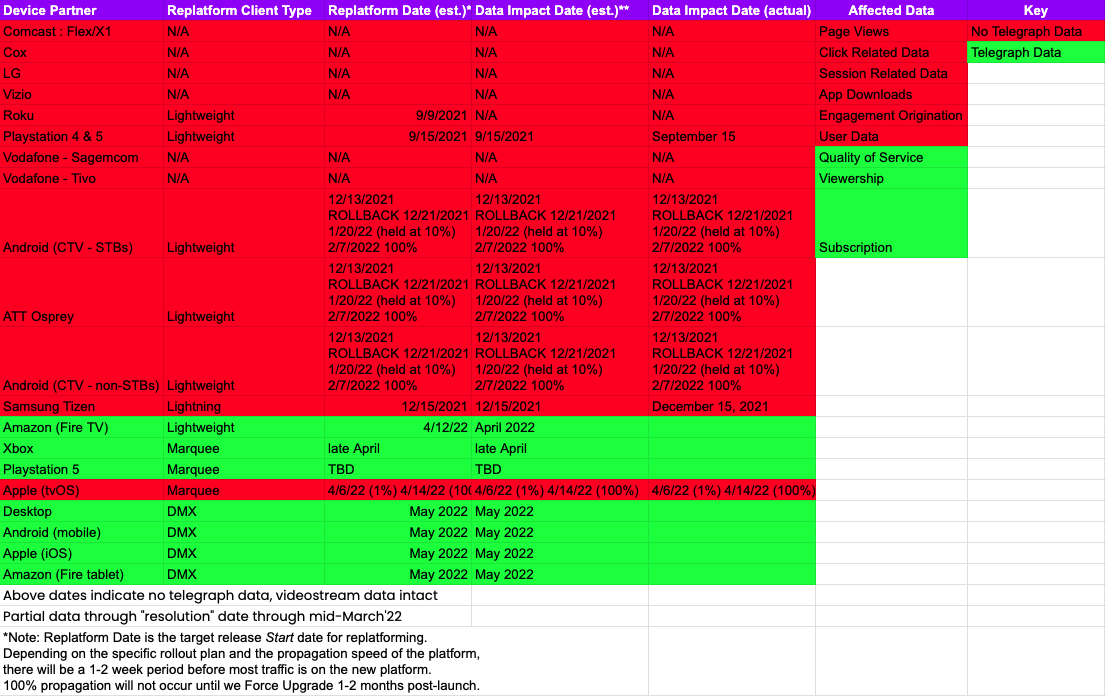 Device Partner Replatform Client Type Replatform Date (est.)* Data Impact Date (est.)** Data Impact Date (actual) Affected Data Key
Comcast : Flex/X1 N/A N/A N/A N/A Page Views No Telegraph Data
Cox N/A N/A N/A N/A Click Related Data Telegraph Data
LG N/A N/A N/A N/A Session Related Data
Vizio N/A N/A N/A N/A App Downloads
Roku Lightweight 9/9/2021 N/A N/A Engagement Origination
Playstation 4 & 5 Lightweight 9/15/2021 9/15/2021 September 15 User Data
Vodafone - Sagemcom N/A N/A N/A N/A Quality of Service
Vodafone - Tivo N/A N/A N/A N/A Viewership
12/13/2021 12/13/2021 12/13/2021
ROLLBACK 12/21/2021 ROLLBACK 12/21/2021 ROLLBACK 12/21/2021
1/20/22 (held at 10%) 1/20/22 (held at 10%) 1/20/22 (held at 10%)
Android (CTV - STBs) Lightweight 2/7/2022 100% 2/7/2022 100% 2/7/2022 100% Subscription
12/13/2021 12/13/2021 12/13/2021
ROLLBACK 12/21/2021 ROLLBACK 12/21/2021 ROLLBACK 12/21/2021
1/20/22 (held at 10%) 1/20/22 (held at 10%) 1/20/22 (held at 10%)
ATT Osprey Lightweight 2/7/2022 100% 2/7/2022 100% 2/7/2022 100%
12/13/2021 12/13/2021 12/13/2021
ROLLBACK 12/21/2021 ROLLBACK 12/21/2021 ROLLBACK 12/21/2021
1/20/22 (held at 10%) 1/20/22 (held at 10%) 1/20/22 (held at 10%)
Android (CTV - non-STBs) Lightweight 2/7/2022 100% 2/7/2022 100% 2/7/2022 100%
Samsung Tizen Lightning 12/15/2021 12/15/2021 December 15, 2021
Amazon (Fire TV) Lightweight 4/12/22 April 2022
Xbox Marquee late April late April
Playstation 5 Marquee TBD TBD
Apple (tvOS) Marquee 4/6/22 (1%) 4/14/22 (10 4/6/22 (1%) 4/14/22 (100%) 4/6/22 (1%) 4/14/22 (100%)
Desktop DMX May 2022 May 2022
Android (mobile) DMX May 2022 May 2022
Apple (iOS) DMX May 2022 May 2022
Amazon (Fire tablet) DMX May 2022 May 2022
Above dates indicate no telegraph data, videostream data intact
Partial data through "resolution" date through mid-March'22
*Note: Replatform Date is the target release Start date for replatforming.
Depending on the specific rollout plan and the propagation speed of the platform,
there will be a 1-2 week period before most traffic is on the new platform.
100% propagation will not occur until we Force Upgrade 1-2 months post-launch.